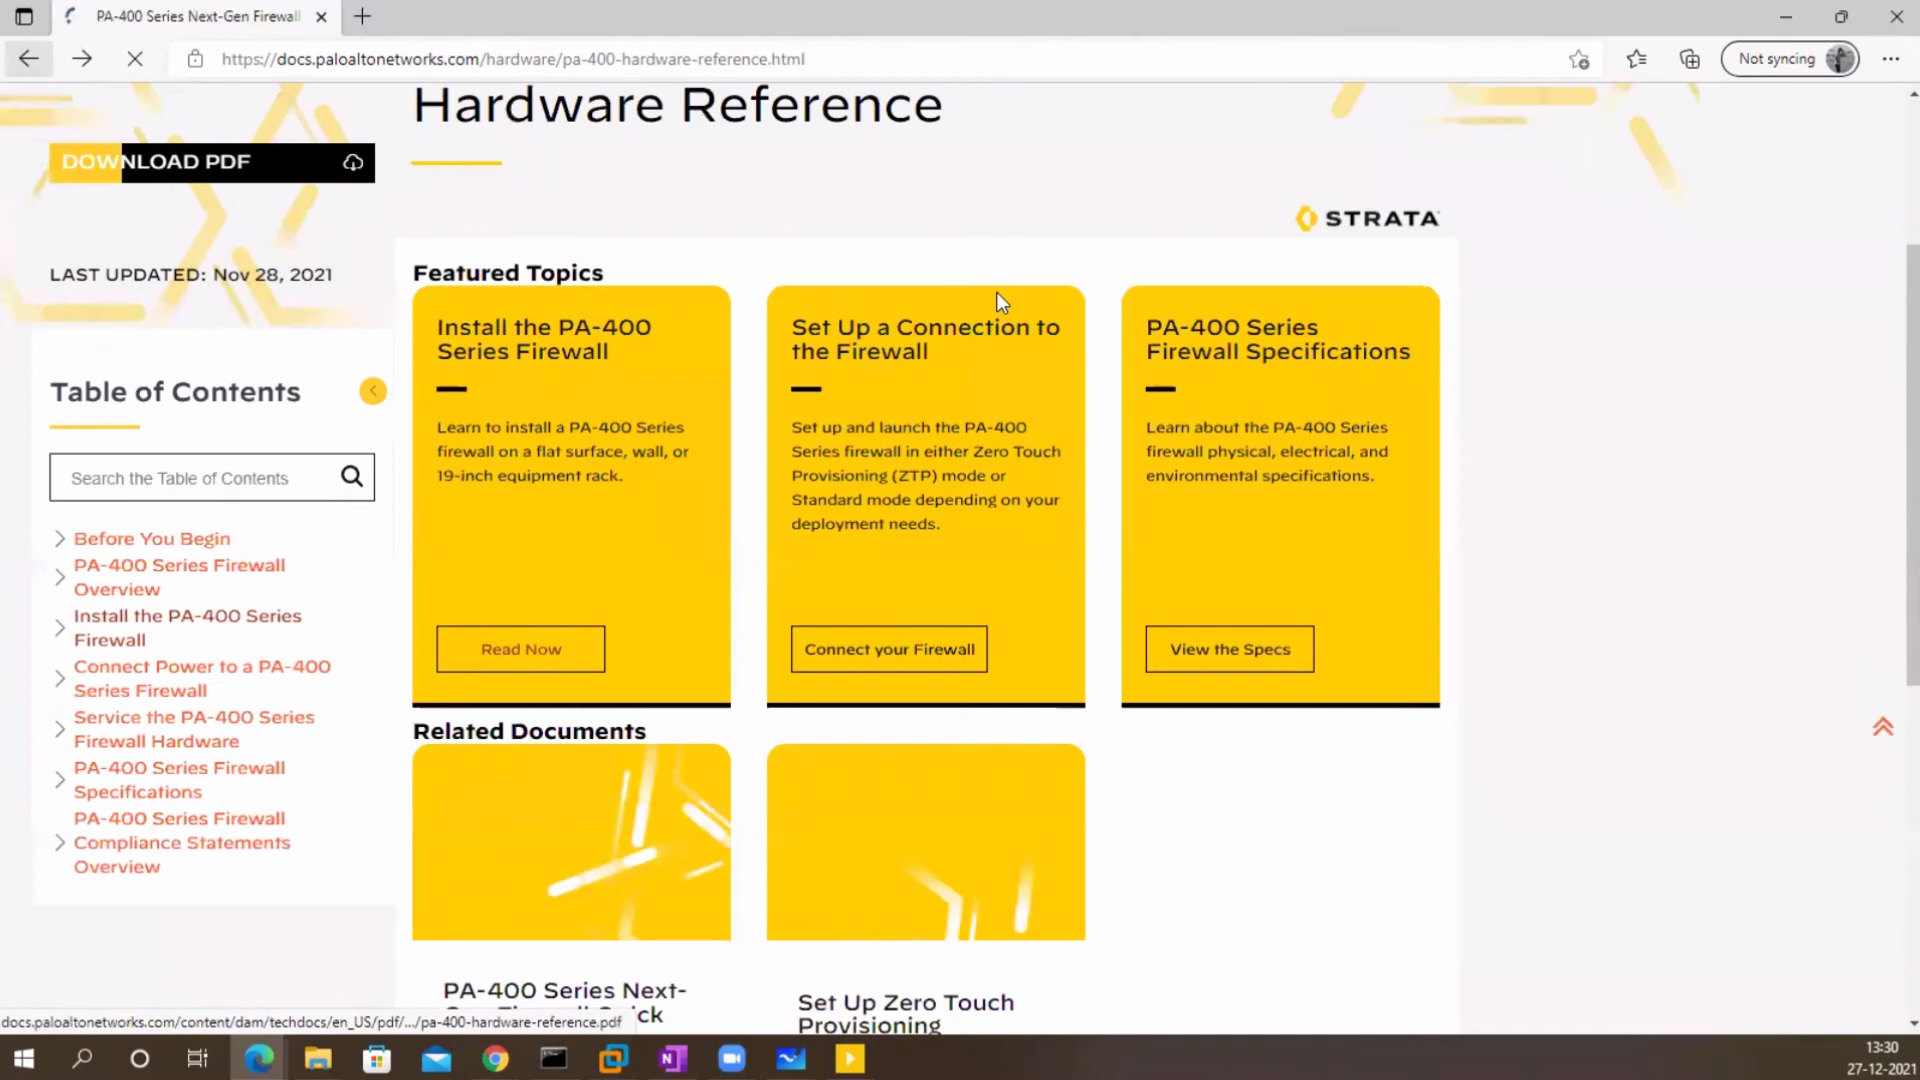 PA-400 Series Next-Gen Firewall
https://docs.paloaltonetworks.com/hardware/pa-400-hardware-reference.html
Not syncing
Hardware Reference
DOWNLOAD PDF
STRATA
LAST UPDATED: Nov 28, 2021
Table of Contents
Search the Table of Contents
Before You Begin
PA-400 Series Firewall
Overview
Install the PA-400 Series
Firewall
Connect Power to a PA-400
Series Firewall
Service the PA-400 Series
Firewall Hardware
PA-400 Series Firewall
Specifications
PA-400 Series Firewall
Compliance Statements
Overview
Featured Topics
Install the PA-400
Series Firewall
Learn to install a PA-400 Series
firewall on a flat surface, wall, or
19-inch equipment rack.
Read Now
Set Up a Connection to
the Firewall
Set up and launch the PA-400
Series firewall in either Zero Touch
Provisioning (ZTP) mode or
Standard mode depending on your
deployment needs.
Connect your Firewall
PA-400 Series
Firewall Specifications
Learn about the PA-400 Series
firewall physical, electrical, and
environmental specifications.
View the Specs
Related Documents
PA-400 Series Next-
Set Up Zero Touch
Provisioning
docs.paloaltonetworks.com/content/dam/techdocs/en_US/pdf/.../pa-400-hardware-reference.pdf
N
13:30
27-12-2021